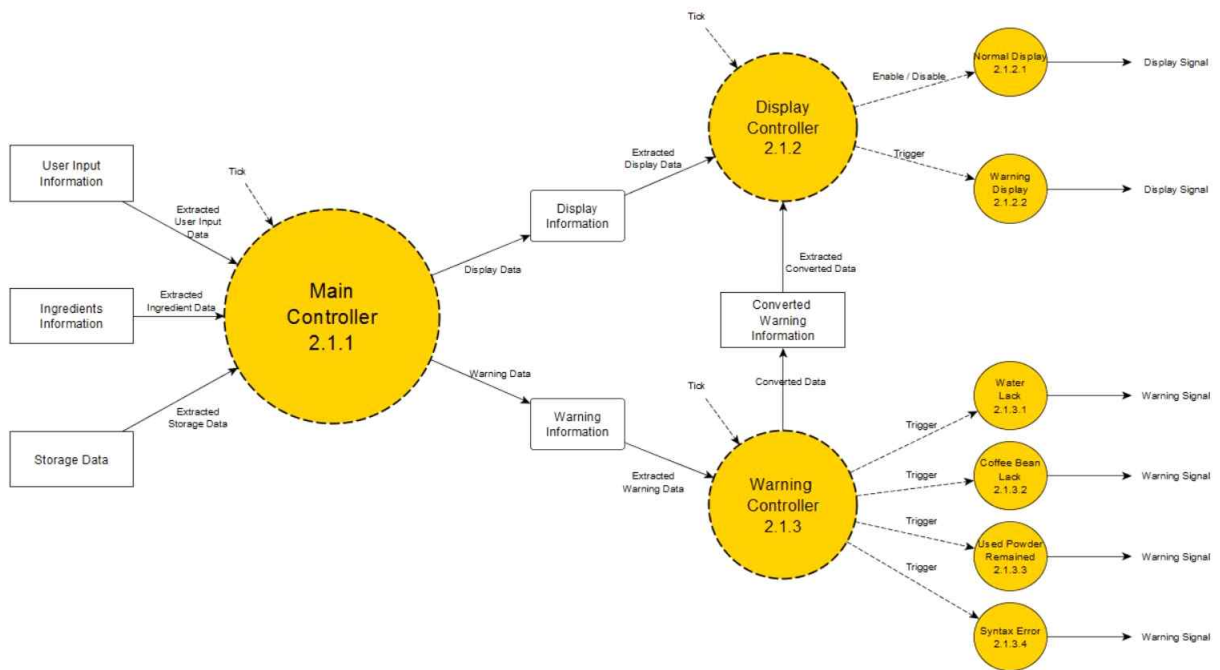 Tick
Normal Display
2.1.2.1
Display Signal
Enable / Disable
Display
Controller
2.1.2
Extracted
Display Data
Trigger
Warning
Display
2.1.2.2
Display Signal
User Input
Information
Tick
Extracted
User Input
Data
Display
Information
Display Data
Extracted
Converted Data
Ingredients
Information
Extracted
Ingredient Data
Main
Controller
2.1.1
Converted
Warning
Information
Warning Data
Tick
Converted Data
Water
Lack
2.1.3.1
Warning Signal
Extracted
Storage Data
Storage Data
Warning
Information
Extracted
Warning Data
Trigger
Warning
Controller
2.1.3
Trigger
Coffee Bean
Lack
2.1.3.2
Warning Signal
Trigger
Used Powder
Remained
2.1.3.3
Warning Signal
Trigger
Syntax Error
2.1.3.4
Warning Signal